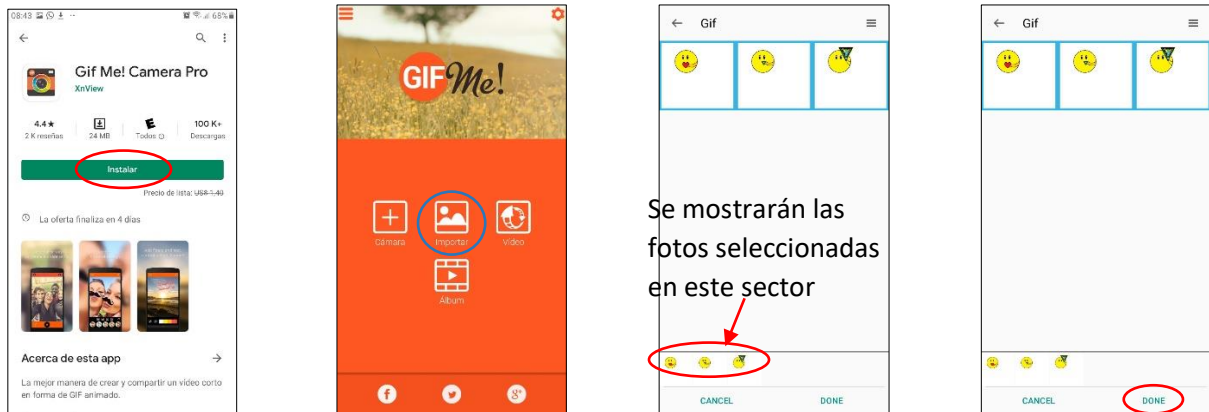 08:43
68%
Gif Me! Camera Pro
XnView
4.4★
2 K reseñas
24 MB
Todos
100 K+
Descargas
Instalar
Precio de lista: US$ 1,49
La oferta finaliza en 4 días
Acerca de esta app
La mejor manera de crear y compartir un vídeo corto
en forma de GIF animado.
GIF Me!
Cámara
Importar
Vídeo
Álbum
Gif
Se mostrarán las
fotos seleccionadas
en este sector
CANCEL
DONE
Gif
CANCEL
DONE